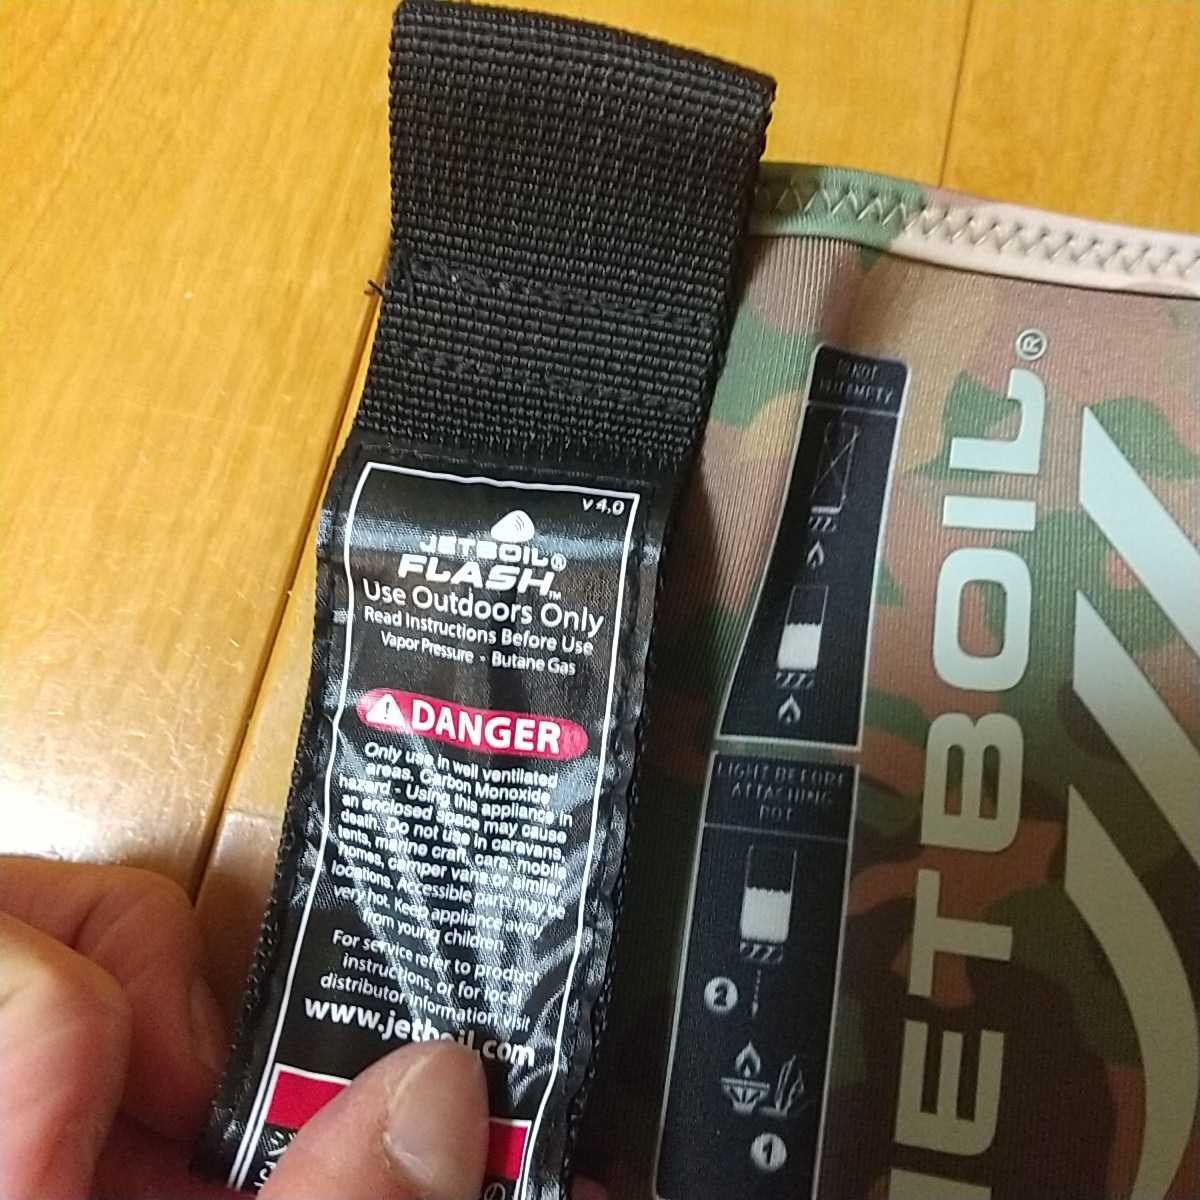 v 4.0
JETBOIL®
FLASH™
Use Outdoors Only
Read Instructions Before Use
Vapor Pressure - Butane Gas
DANGER
Only use in well ventilated
areas. Carbon Monoxide
hazard - Using this appliance in
an enclosed space may cause
death. Do not use in caravans,
tents, marine craft, cars, mobile
homes, camper vans or similar
locations. Accessible parts may be
very hot. Keep appliance away
from young children.
For service refer to product
instructions, or for local
distributor information visit
www.jetboil.com
DO NOT
LIGHT BEFORE
ATTACHING
POT
2
1
JETBOIL®